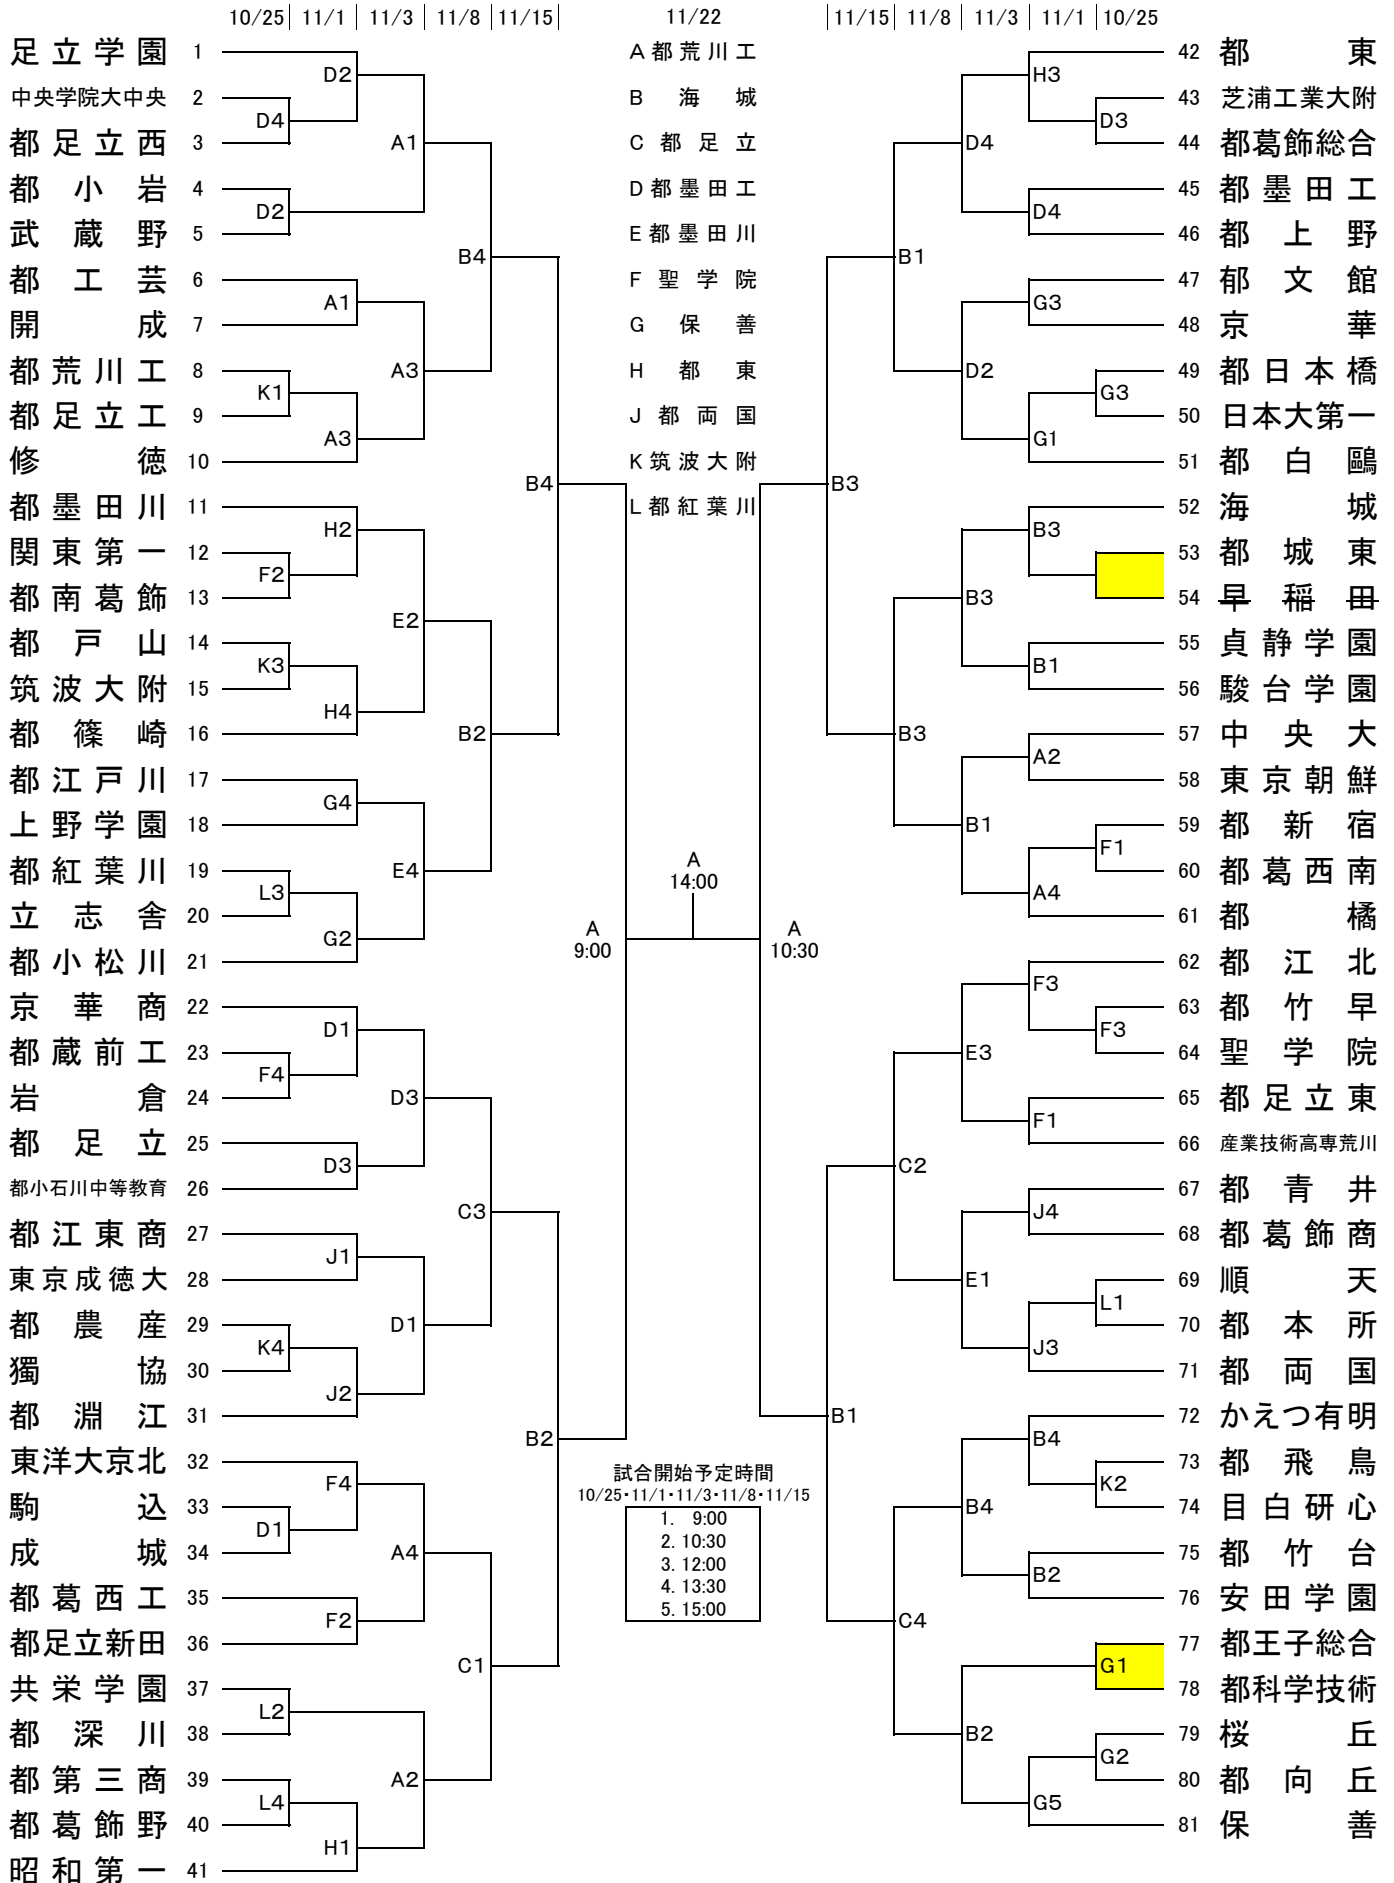 10/25 11/1 11/3 11/8 11/15 11/22 11/15 11/8 11/3 11/1 10/25
足立学園 1
中央学院大中央 2
都足立西 3
都小岩 4
武蔵野 5
都工芸 6
開成 7
都荒川工 8
都足立工 9
修徳 10
都墨田川 11
関東第一 12
都南葛飾 13
都戸山 14
筑波大附 15
都篠崎 16
都江戸川 17
上野学園 18
都紅葉川 19
立志舎 20
都小松川 21
京華商 22
都蔵前工 23
岩倉 24
都足立 25
都小石川中等教育 26
都江東商 27
東京成徳大 28
都農産 29
獨協 30
都淵江 31
東洋大京北 32
駒込 33
成城 34
都葛西工 35
都足立新田 36
共栄学園 37
都深川 38
都第三商 39
都葛飾野 40
昭和第一 41
D4
D2
K1
F2
K3
L3
F4
K4
D1
L2
L4
D2
A1
A3
H2
H4
G4
G2
D1
D3
J1
J2
F4
F2
H1
A1
A3
E2
E4
D3
D1
A4
A2
B4
B2
C3
C1
B4
B2
A都荒川工
B海城
C都足立
D都墨田工
E都墨田川
F聖学院
G保善
H都東
J都両国
K筑波大附
L都紅葉川
A
14:00
A
9:00
A
10:30
試合開始予定時間
10/25・11/1・11/3・11/8・11/15
1. 9:00
2. 10:30
3. 12:00
4. 13:30
5. 15:00
B3
B1
B1
B3
C2
C4
D4
D2
B3
B1
E3
E1
B4
B2
H3
D4
G3
G1
B3
B1
A2
A4
F3
F1
J4
J3
B4
B2
G5
D3
G3
F1
F3
L1
K2
G1
G2
42 都東
43 芝浦工業大附
44 都葛飾総合
45 都墨田工
46 都上野
47 郁文館
48 京華
49 都日本橋
50 日本大第一
51 都白鷗
52 海城
53 都城東
54 早稲田
55 貞静学園
56 駿台学園
57 中央大
58 東京朝鮮
59 都新宿
60 都葛西南
61 都橘
62 都江北
63 都竹早
64 聖学院
65 都足立東
66 産業技術高専荒川
67 都青井
68 都葛飾商
69 順天
70 都本所
71 都両国
72 かえつ有明
73 都飛鳥
74 目白研心
75 都竹台
76 安田学園
77 都王子総合
78 都科学技術
79 桜丘
80 都向丘
81 保善